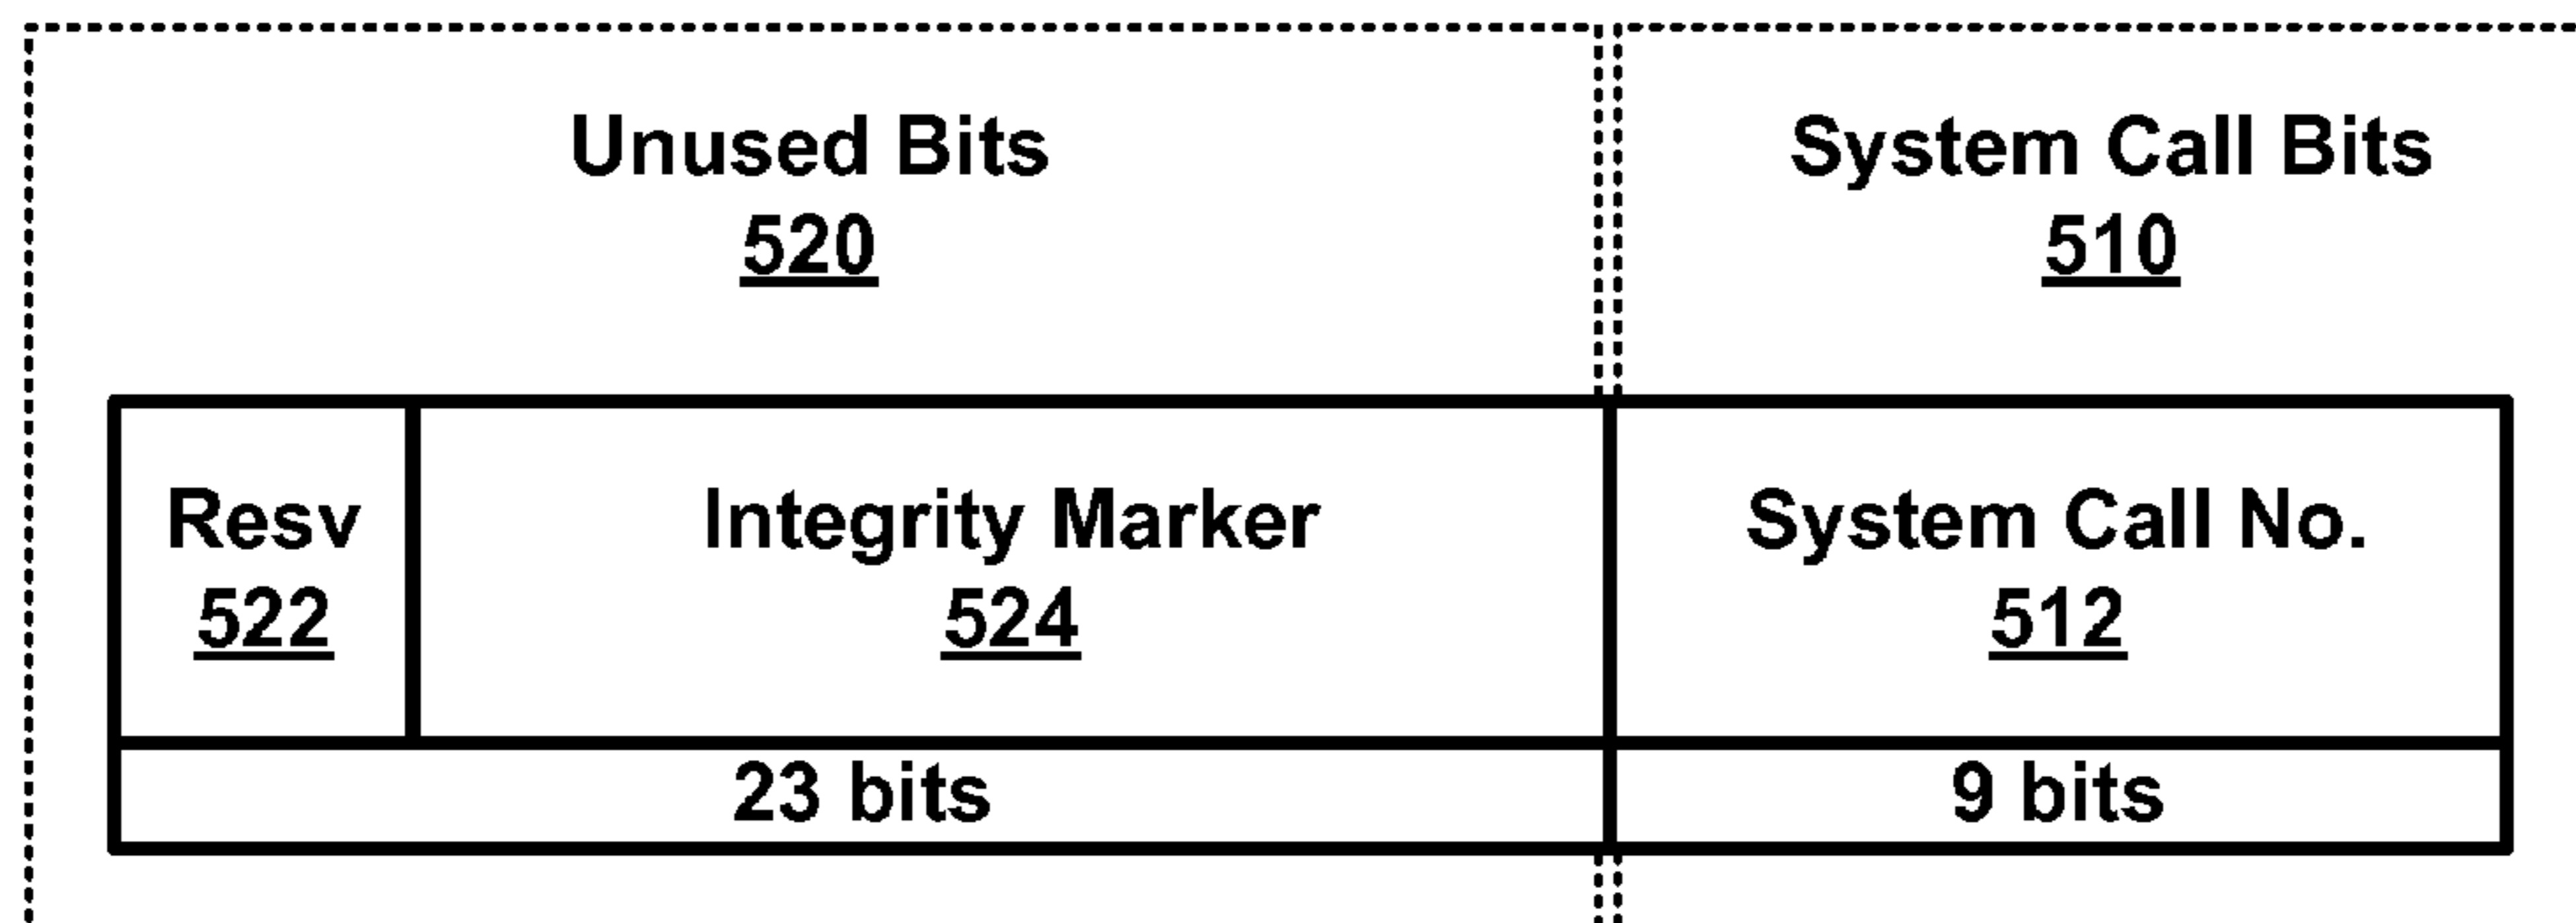 Unused Bits
520
System Call Bits
510
Resv
522
Integrity Marker
524
System Call No.
512
23 bits
9 bits